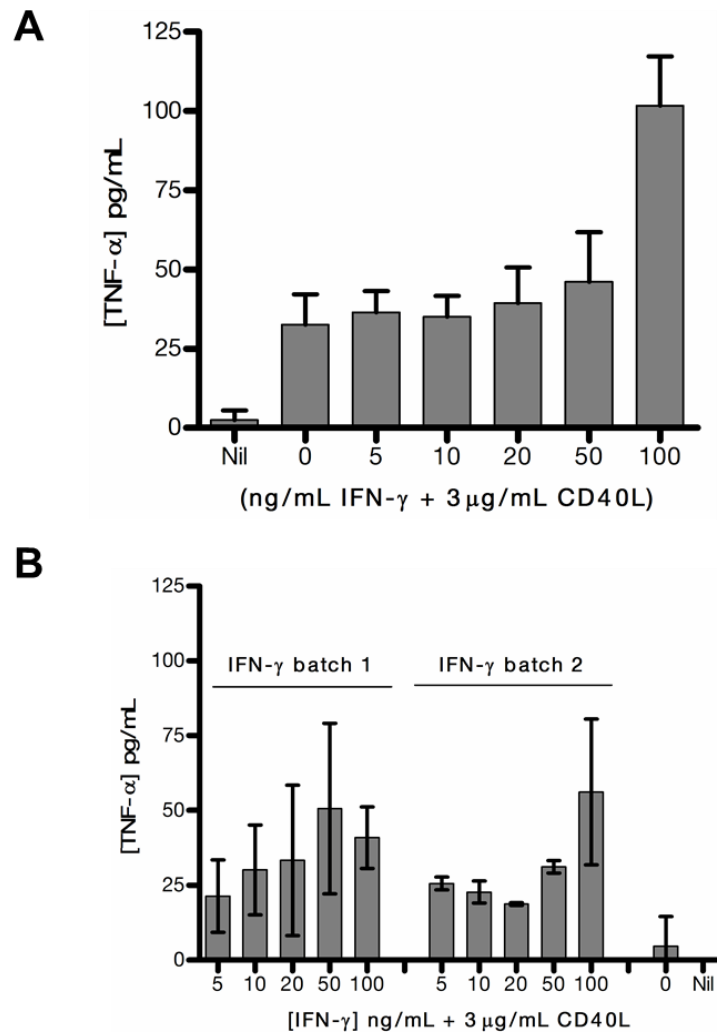 A
125
100
75
50
25
0
[TNF-α] pg/mL
Nil 0 5 10 20 50 100
(ng/mL IFN-γ + 3 µg/mL CD40L)
B
125
100
75
50
25
0
[TNF-α] pg/mL
IFN-γ batch 1 IFN-γ batch 2
5 10 20 50 100 5 10 20 50 100 0 Nil
[IFN-γ] ng/mL + 3 µg/mL CD40L